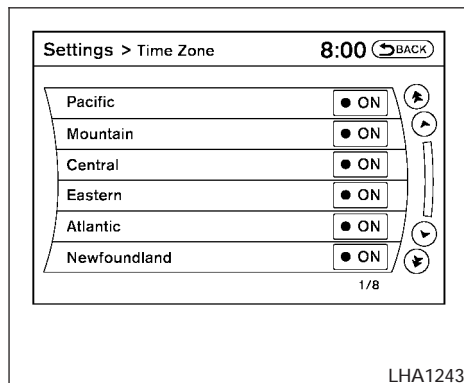 Settings > Time Zone 8:00 BACK
Pacific ● ON
Mountain ● ON
Central ● ON
Eastern ● ON
Atlantic ● ON
Newfoundland ● ON
1/8
LHA1243